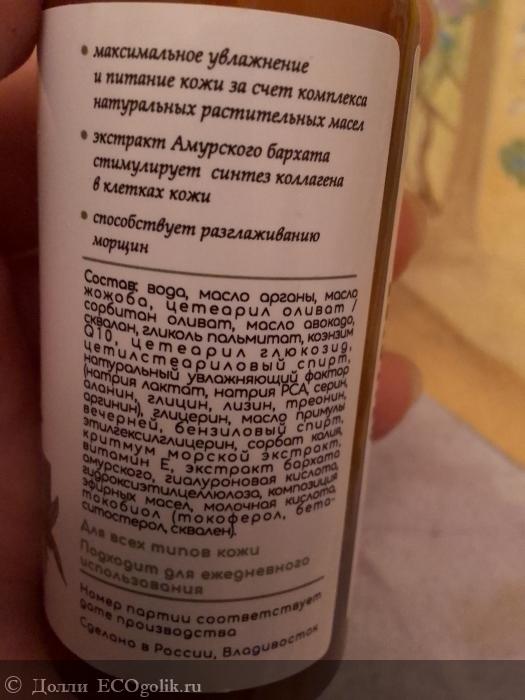 • максимальное увлажнение
и питание кожи за счет комплекса
натуральных растительных масел
• экстракт Амурского бархата
стимулирует синтез коллагена
в клетках кожи
• способствует разглаживанию
морщин
Состав: вода, масло арганы, масло
жожоба, цетеарил оливат /
сорбитан оливат, масло авокадо,
сквалан, гликоль пальмитат, коэнзим
Q10, цетеарил глюкозид,
цетилстеариловый спирт,
натуральный увлажняющий фактор
(натрия лактат, натрия PCA, серин,
аланин, глицин, лизин, треонин,
аргинин), глицерин, масло примулы
вечерней, бензиловый спирт,
этилгексилглицерин, сорбат калия,
критмум морской экстракт,
витамин Е, экстракт бархата
амурского, гиалуроновая кислота,
гидроксиэтилцеллюлоза, композиция
эфирных масел, молочная кислота,
токобиол (токоферол, бета-
ситостерол, сквален).
Для всех типов кожи
Подходит для ежедневного
использования
Номер партии соответствует
дате производства
Сделано в России, Владивосток
© Долли ECOgolik.ru